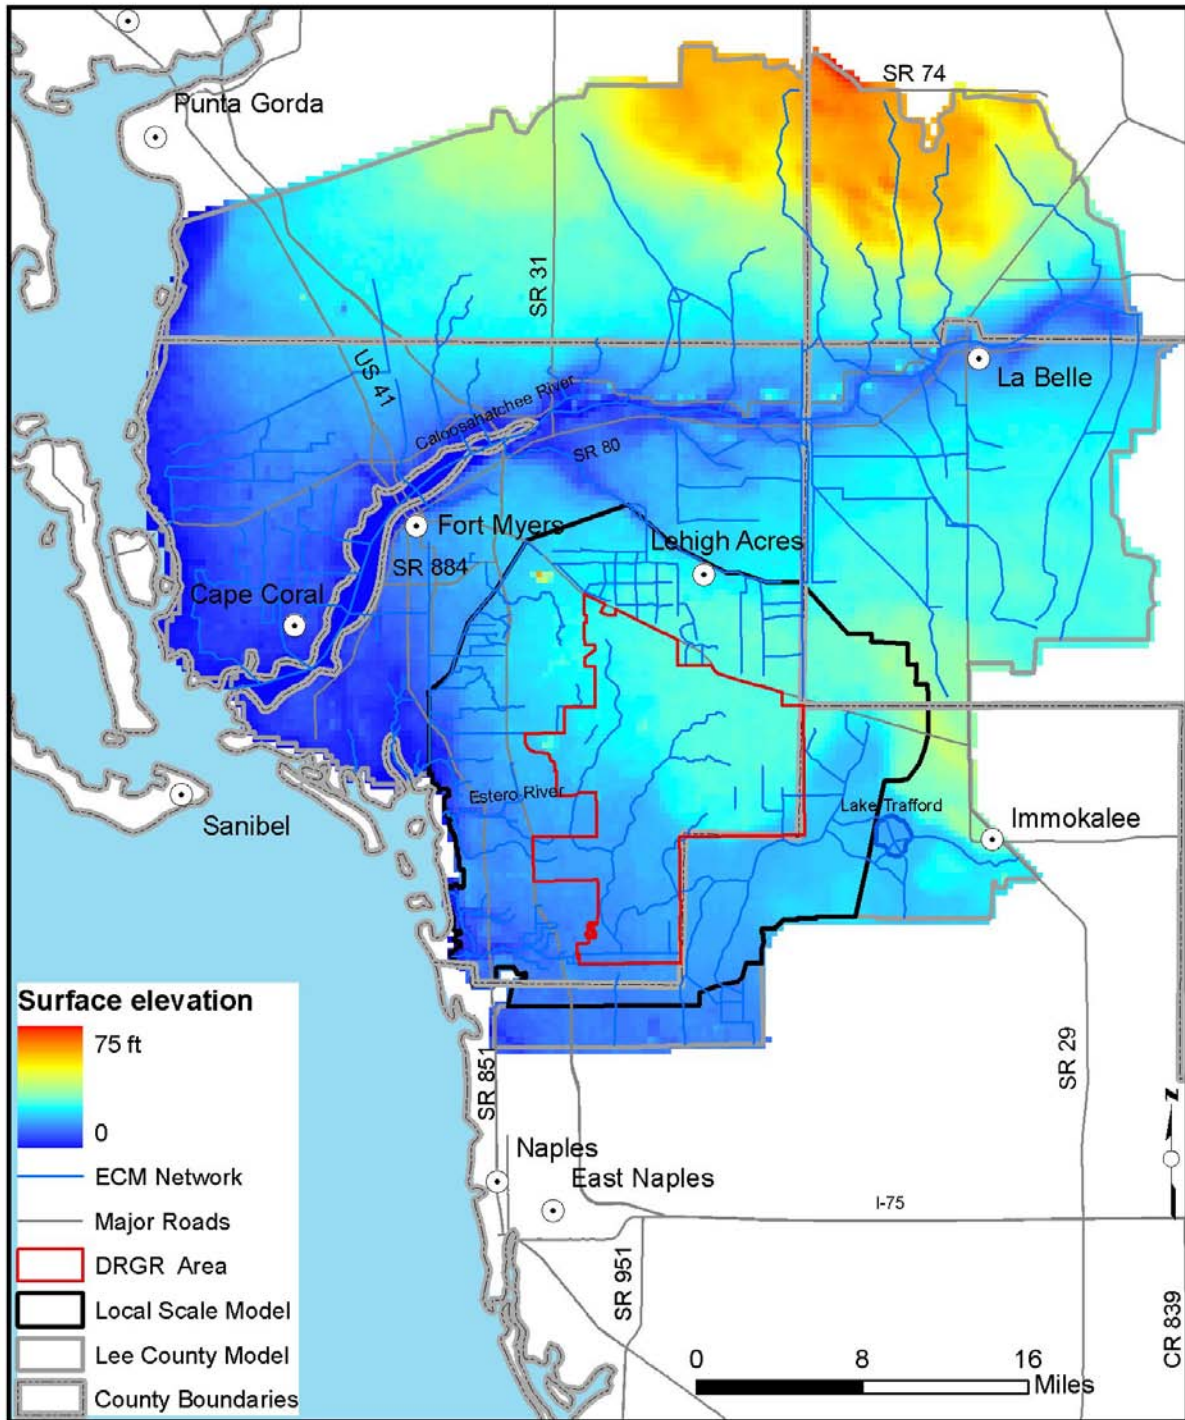 SR 74
Punta Gorda
SR 31
US 41
La Belle
Caloosahatchee River
SR 80
Fort Myers
Lehigh Acres
SR 884
Cape Coral
Estero River
Lake Trafford
Sanibel
Immokalee
Surface elevation
75 ft
0
ECM Network
Major Roads
DRGR Area
Local Scale Model
Lee County Model
County Boundaries
SR 851
SR 29
N
Naples
East Naples
I-75
SR 951
CR 839
0 8 16
Miles